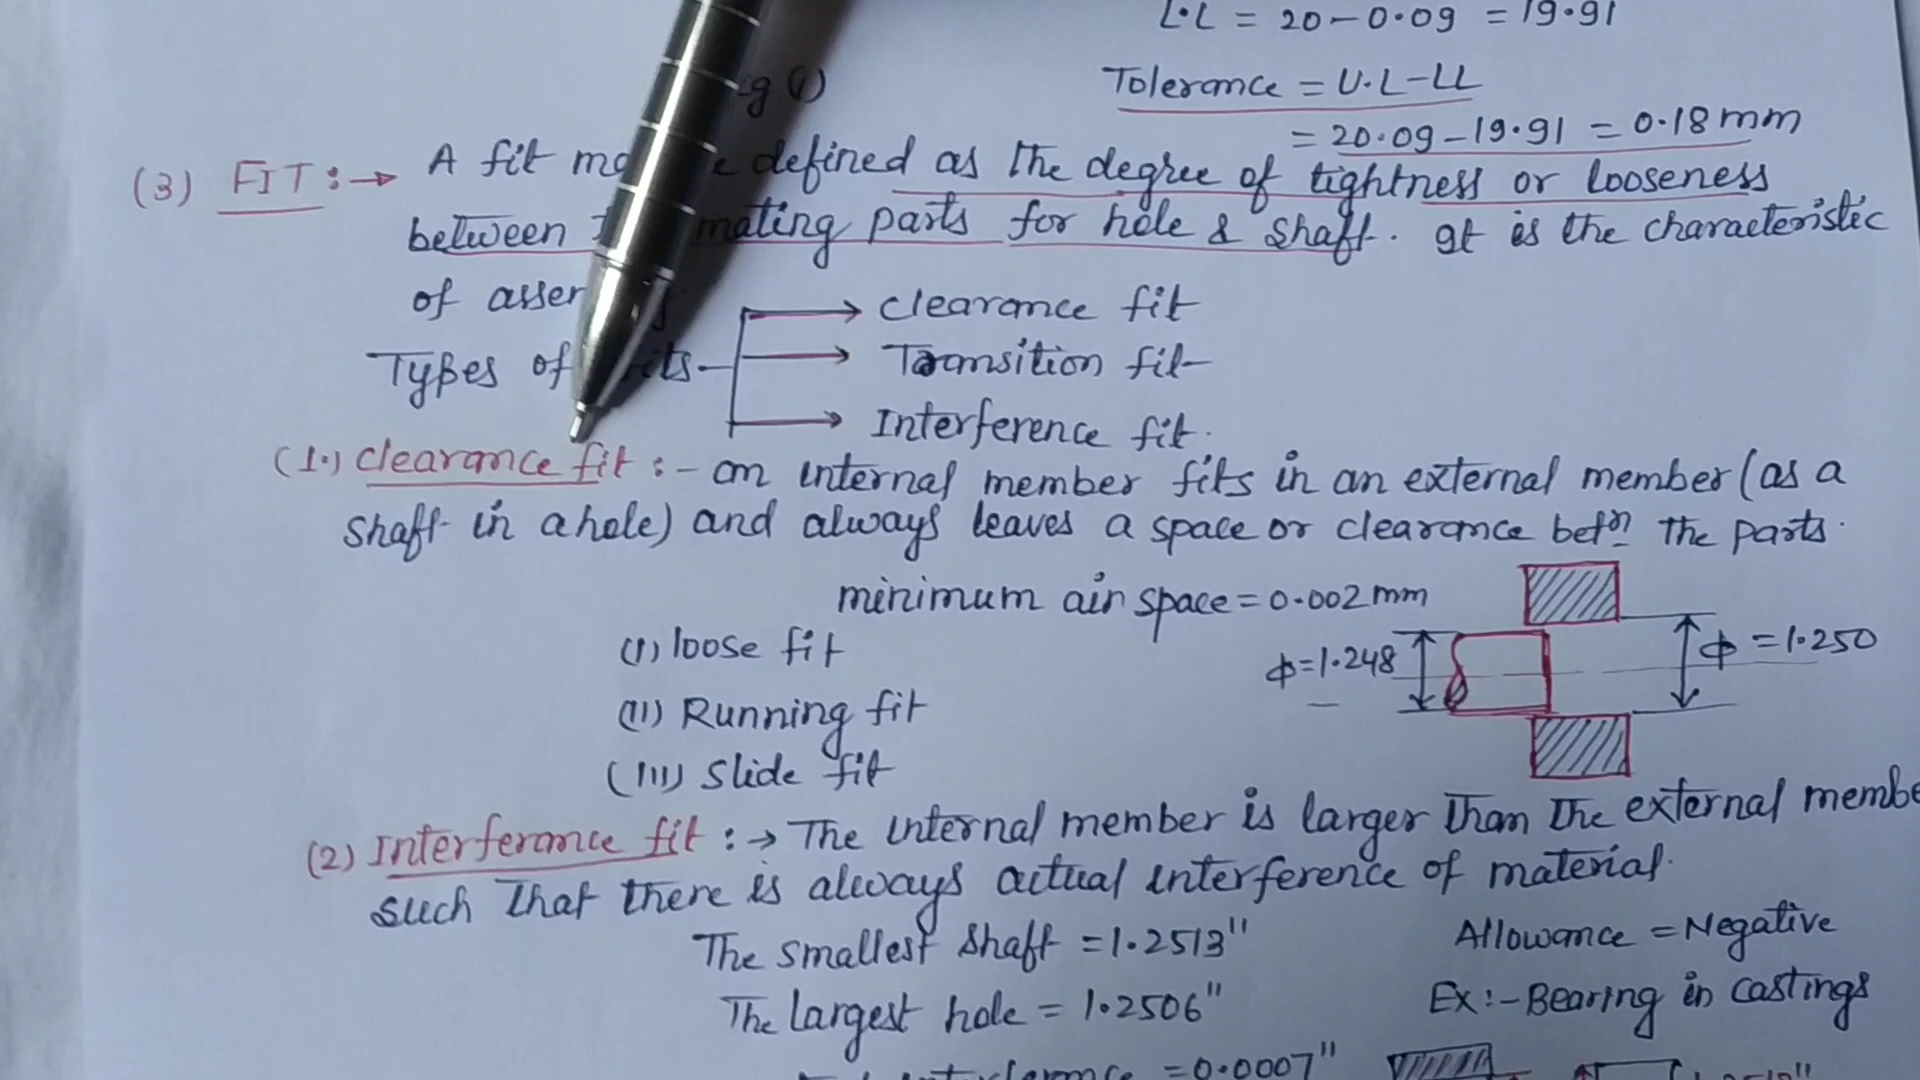 L.L = 20-0.09 = 19.91
(1)
Tolerance = U.L-LL
= 20.09-19.91 = 0.18mm
(3) FIT:→ A fit defined as the degree of tightness or looseness
between mating parts for hole & shaft. It is the characteristic
of
Types of
Clearance fit
Transition fit
Interference fit.
(1.) Clearance fit:- an internal member fits in an external member (as a
shaft in a hole) and always leaves a space or clearance betn the parts.
minimum air space = 0.002mm
(I) loose fit
(II) Running fit
(III) Slide fit
ϕ=1.248
ϕ = 1.250
(2) Interference fit :→ The internal member is larger than the external
such that there is always actual interference of material.
The smallest shaft = 1.2513"
Allowance = Negative
The largest hole = 1.2506"
Ex:- Bearing in castings
= 0.0007"